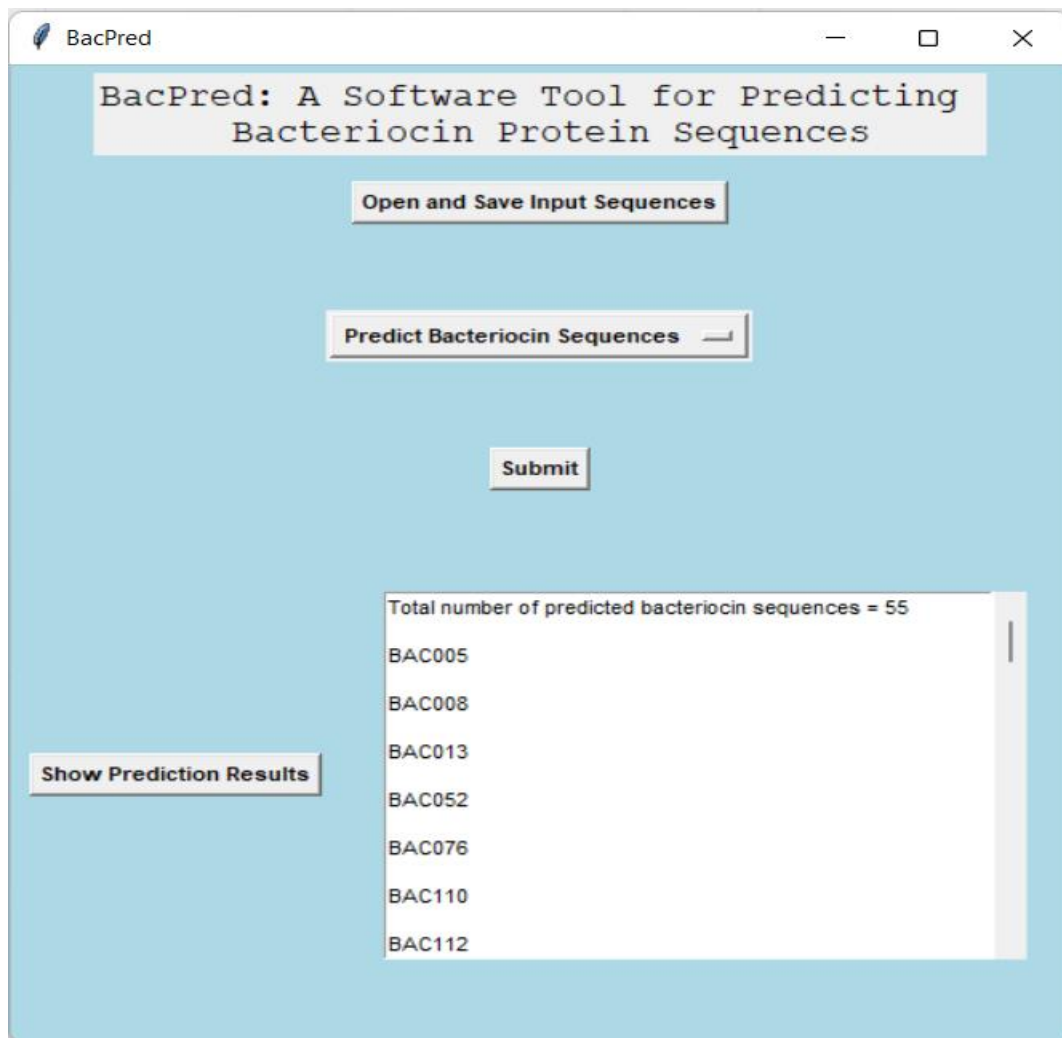 BacPred
BacPred: A Software Tool for Predicting
Bacteriocin Protein Sequences
Open and Save Input Sequences
Predict Bacteriocin Sequences
Submit
Total number of predicted bacteriocin sequences = 55
BAC005
BAC008
BAC013
Show Prediction Results
BAC052
BAC076
BAC110
BAC112